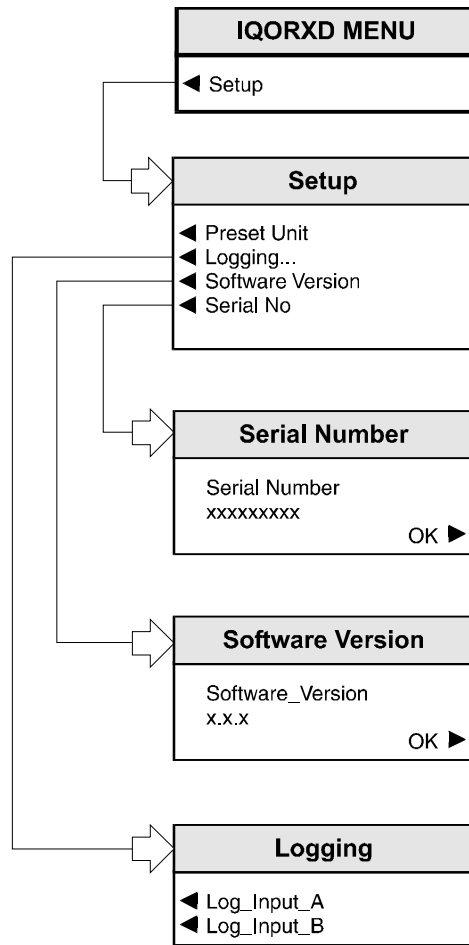 IQORXD MENU
◄ Setup
Setup
◄ Preset Unit
◄ Logging...
◄ Software Version
◄ Serial No
Serial Number
Serial Number
xxxxxxxxx
OK ►
Software Version
Software_Version
x.x.x
OK ►
Logging
◄ Log_Input_A
◄ Log_Input_B